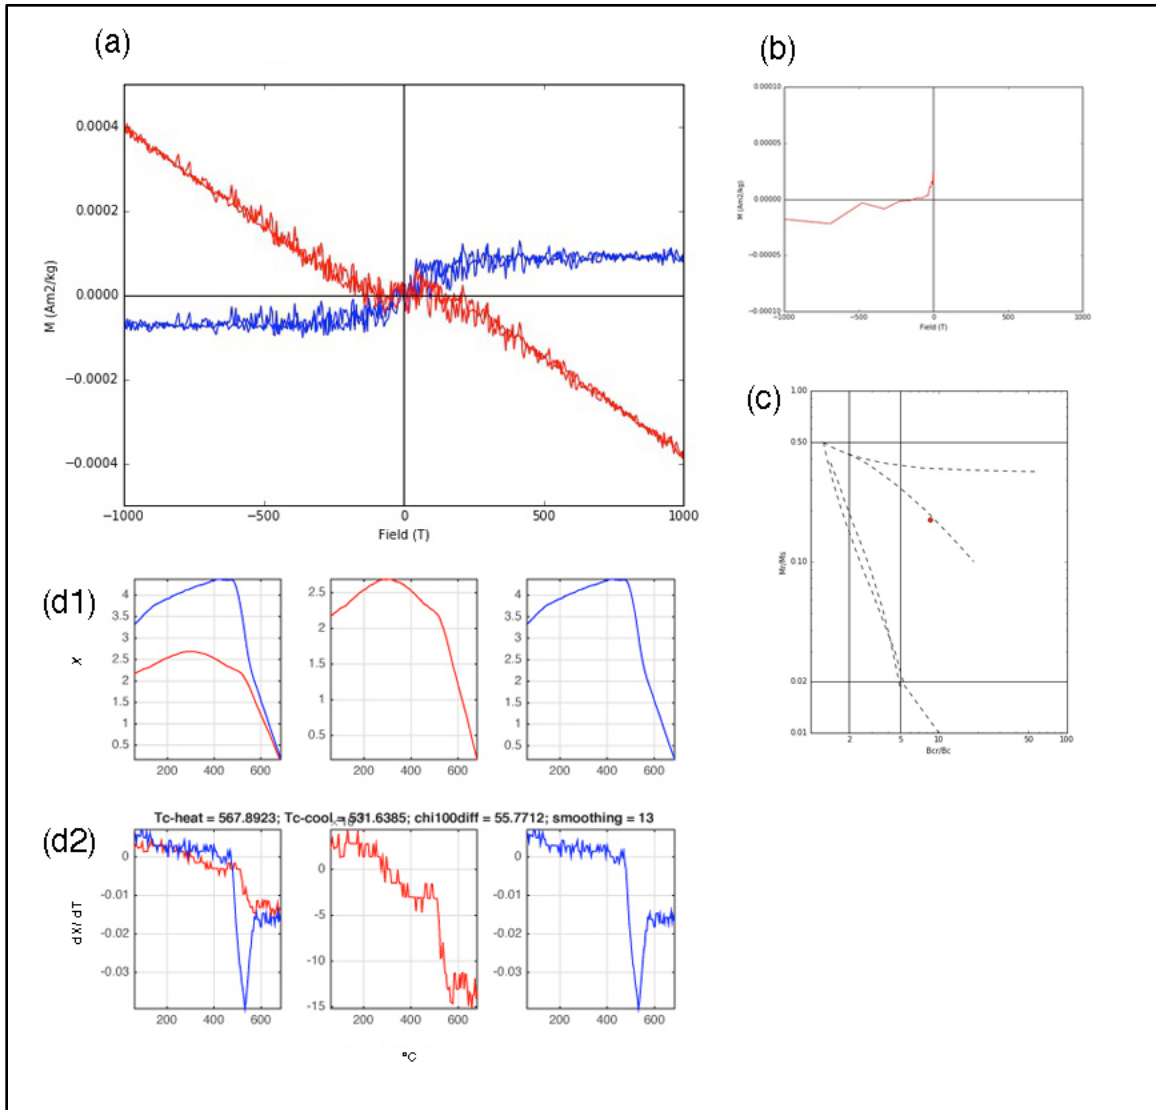 (a)
0.0004
0.0002
0.0000
−0.0002
−0.0004
M (Am2/kg)
−1000 −500 0 500 1000
Field (T)
(b)
0.00010
0.00005
0.00000
−0.00005
−0.00010
M (Am2/kg)
−1000 −500 0 500 1000
Field (T)
(c)
1.00
0.50
0.10
0.02
0.01
Mr/Ms
2 5 10 50 100
Bcr/Bc
(d1)
4
3.5
3
2.5
2
1.5
1
0.5
x
200 400 600
2.5
2
1.5
1
0.5
200 400 600
4
3.5
3
2.5
2
1.5
1
0.5
200 400 600
(d2)
Tc-heat = 567.8923; Tc-cool = 531.6385; chi100diff = 55.7712; smoothing = 13
0
-0.01
-0.02
-0.03
dX/ dT
200 400 600
0
-5
-10
-15
200 400 600
0
-0.01
-0.02
-0.03
200 400 600
°C